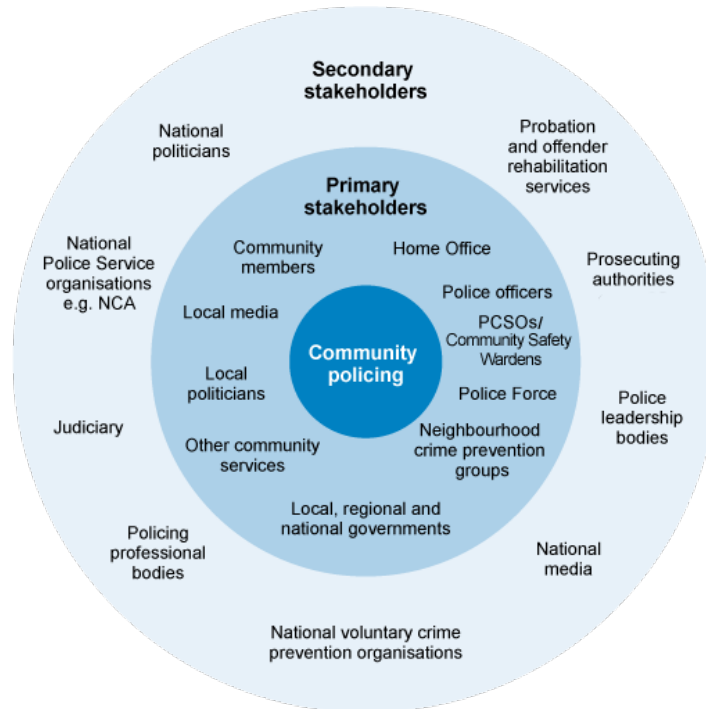 Secondary
stakeholders
National
politicians
Probation
and offender
rehabilitation
services
Primary
stakeholders
Community
members
Home Office
National
Police Service
organisations
e.g. NCA
Prosecuting
authorities
Local media
Police officers
PCSOs/
Community Safety
Wardens
Community
policing
Local
politicians
Police Force
Judiciary
Police
leadership
bodies
Other community
services
Neighbourhood
crime prevention
groups
Local, regional and
national governments
Policing
professional
bodies
National
media
National voluntary crime
prevention organisations